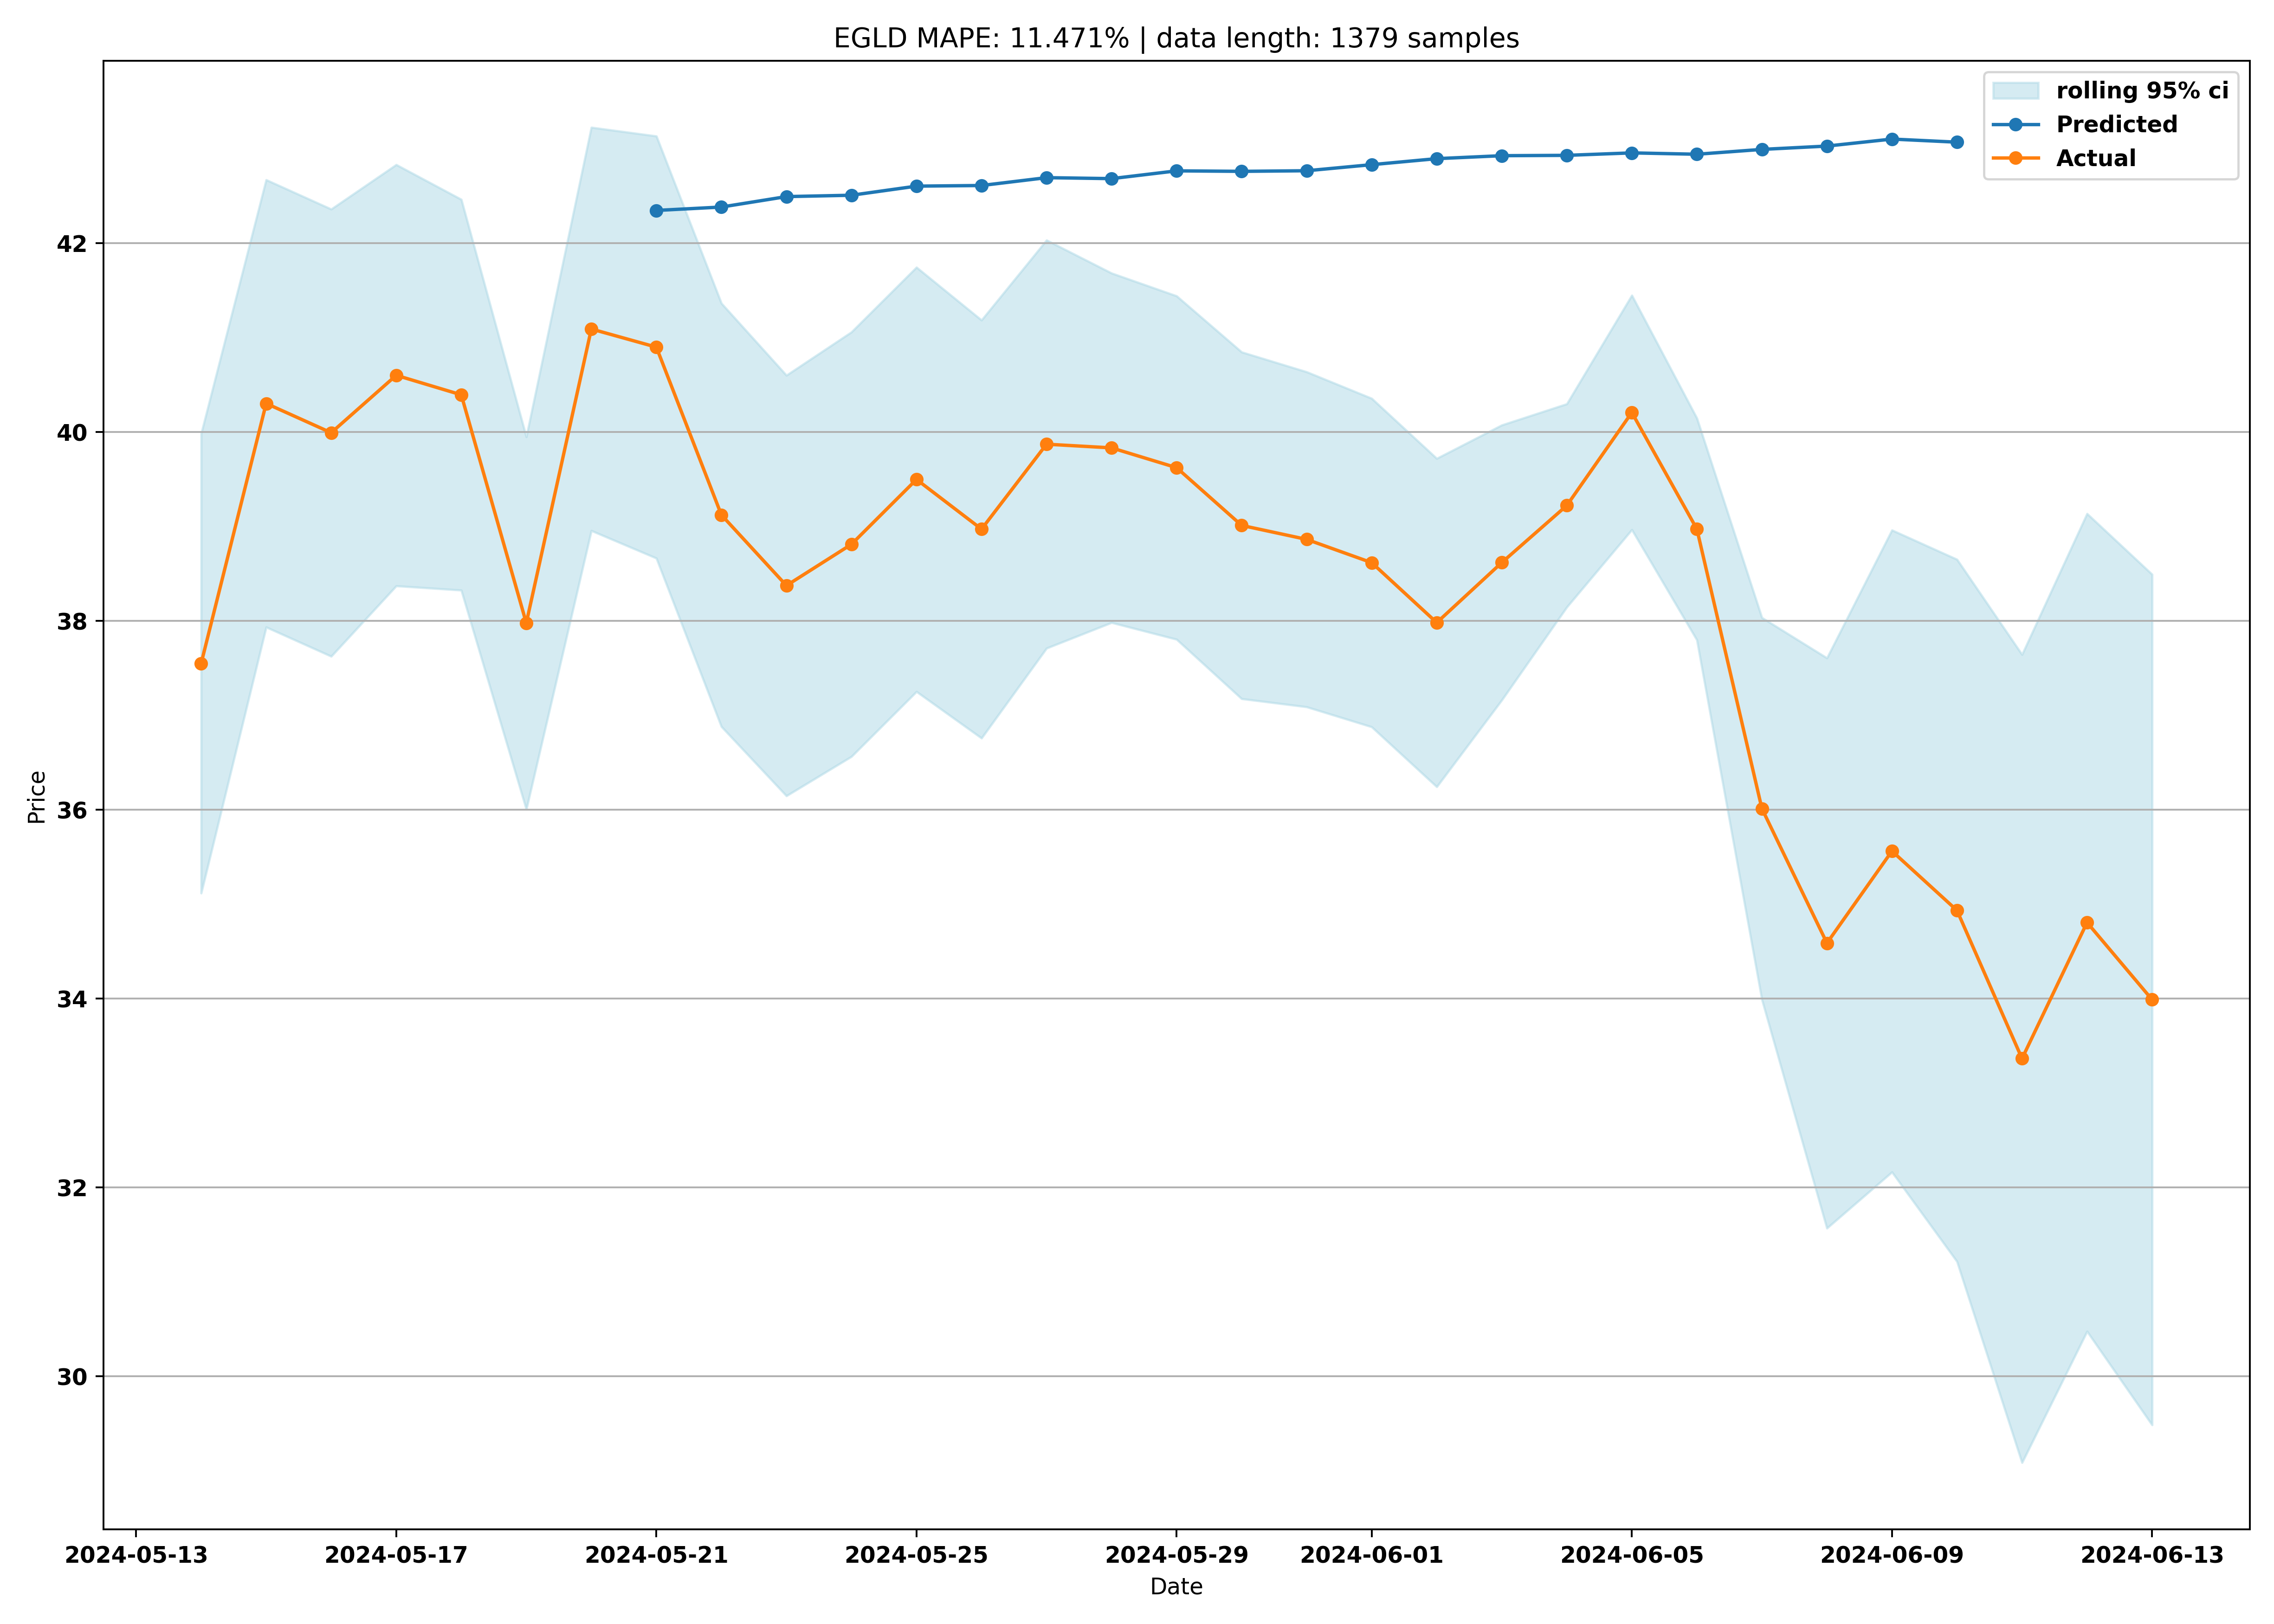 EGLD MAPE: 11.471% | data length: 1379 samples
rolling 95% ci
Predicted
Actual
42
40
38
36
34
32
30
Price
2024-05-13 2024-05-17 2024-05-21 2024-05-25 2024-05-29 2024-06-01 2024-06-05 2024-06-09 2024-06-13
Date